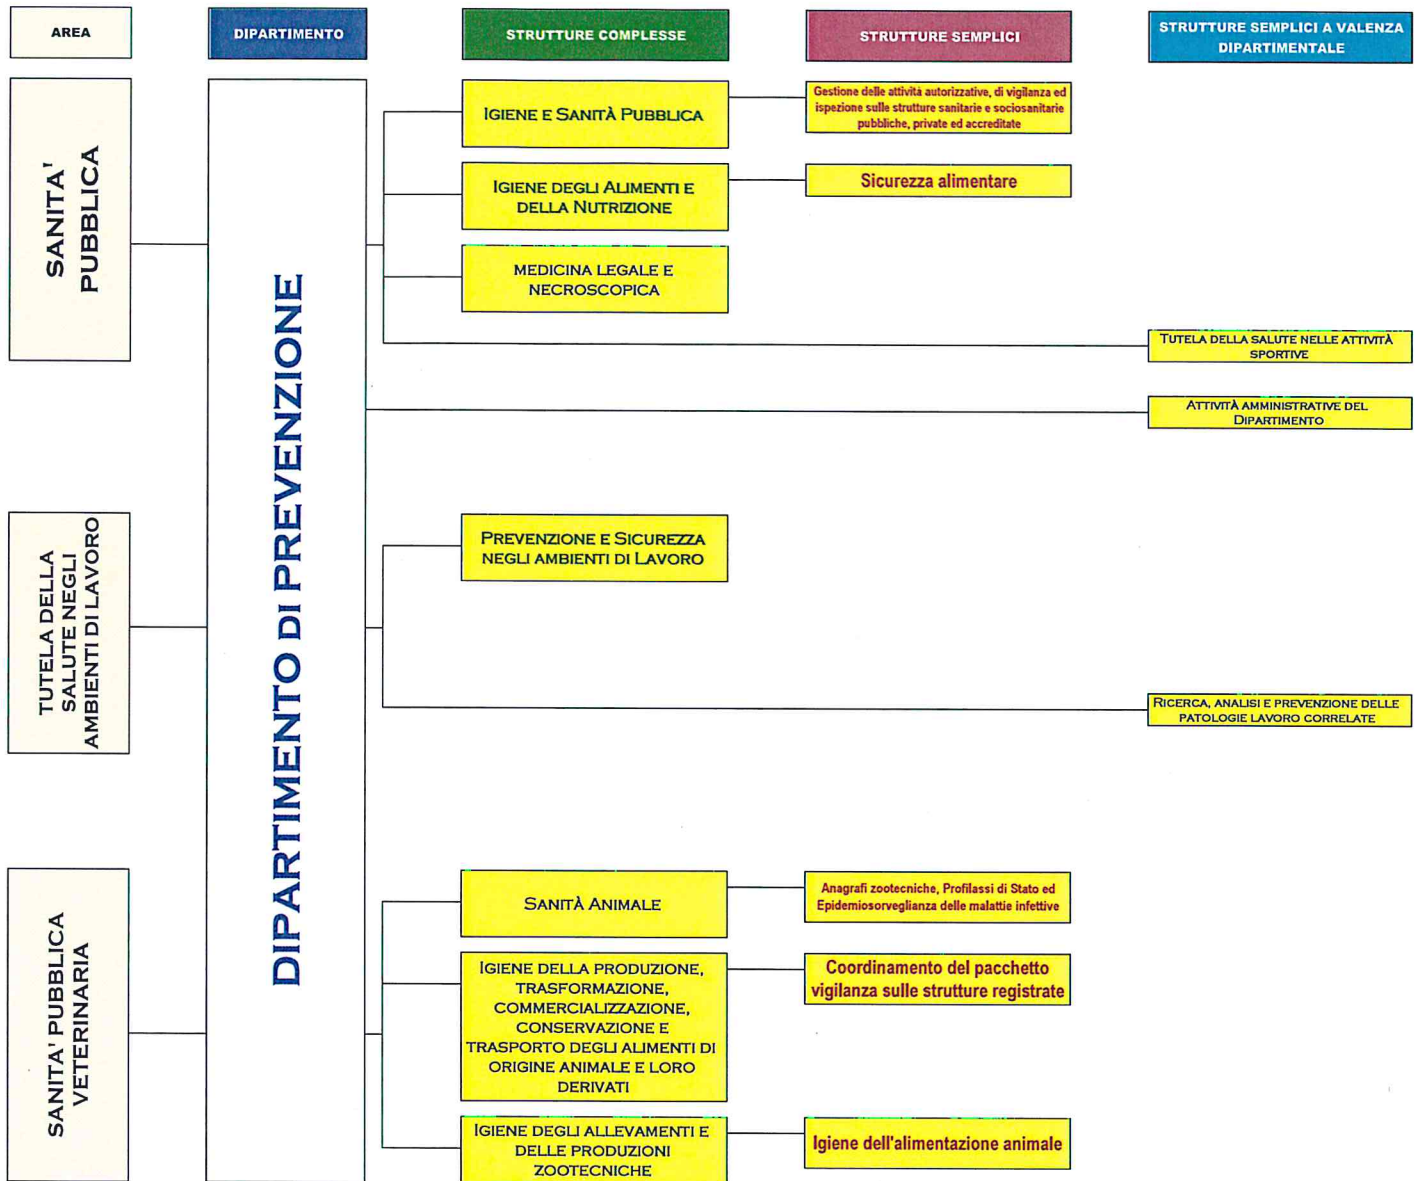 AREA
DIPARTIMENTO
STRUTTURE COMPLESSE
STRUTTURE SEMPLICI
STRUTTURE SEMPLICI A VALENZA
DIPARTIMENTALE
SANITA'
PUBBLICA
DIPARTIMENTO DI PREVENZIONE
IGIENE E SANITÀ PUBBLICA
Gestione delle attività autorizzative, di vigilanza ed
ispezione sulle strutture sanitarie e sociosanitarie
pubbliche, private ed accreditate
IGIENE DEGLI ALIMENTI E
DELLA NUTRIZIONE
Sicurezza alimentare
MEDICINA LEGALE E
NECROSCOPICA
TUTELA DELLA SALUTE NELLE ATTIVITÀ
SPORTIVE
ATTIVITÀ AMMINISTRATIVE DEL
DIPARTIMENTO
TUTELA DELLA
SALUTE NEGLI
AMBIENTI DI LAVORO
PREVENZIONE E SICUREZZA
NEGLI AMBIENTI DI LAVORO
RICERCA, ANALISI E PREVENZIONE DELLE
PATOLOGIE LAVORO CORRELATE
SANITA' PUBBLICA
VETERINARIA
SANITÀ ANIMALE
Anagrafi zootecniche, Profilassi di Stato ed
Epidemiosorveglianza delle malattie infettive
IGIENE DELLA PRODUZIONE,
TRASFORMAZIONE,
COMMERCIALIZZAZIONE,
CONSERVAZIONE E
TRASPORTO DEGLI ALIMENTI DI
ORIGINE ANIMALE E LORO
DERIVATI
Coordinamento del pacchetto
vigilanza sulle strutture registrate
IGIENE DEGLI ALLEVAMENTI E
DELLE PRODUZIONI
ZOOTECNICHE
Igiene dell'alimentazione animale